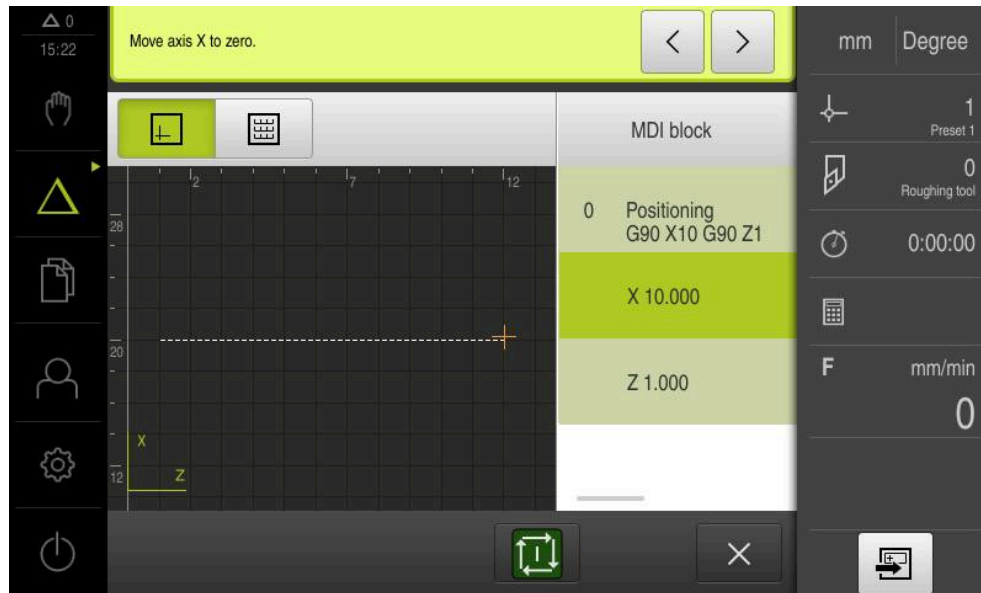 0
15:22
Move axis X to zero.
mm Degree
1
Preset 1
MDI block
2 7 12
28
0 Positioning
G90 X10 G90 Z1
0
Roughing tool
0:00:00
X 10.000
20
F mm/min
0
Z 1.000
X
12 Z